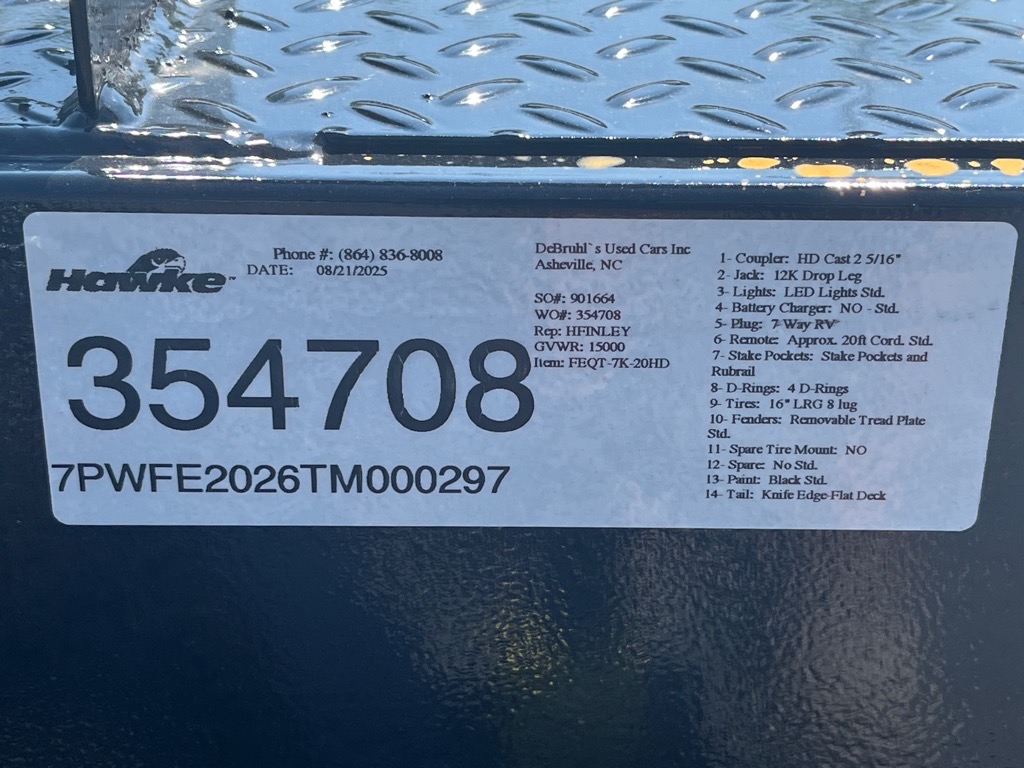 Hawke™
Phone #: (864) 836-8008
DATE: 08/21/2025
354708
7PWFE2026TM000297
DeBruhl`s Used Cars Inc
Asheville, NC
SO#: 901664
WO#: 354708
Rep: HFINLEY
GVWR: 15000
Item: FEQT-7K-20HD
1- Coupler: HD Cast 2 5/16"
2- Jack: 12K Drop Leg
3- Lights: LED Lights Std.
4- Battery Charger: NO - Std.
5- Plug: 7 Way RV
6- Remote: Approx. 20ft Cord. Std.
7- Stake Pockets: Stake Pockets and
Rubrail
8- D-Rings: 4 D-Rings
9- Tires: 16" LRG 8 lug
10- Fenders: Removable Tread Plate
Std.
11- Spare Tire Mount: NO
12- Spare: No Std.
13- Paint: Black Std.
14- Tail: Knife Edge-Flat Deck